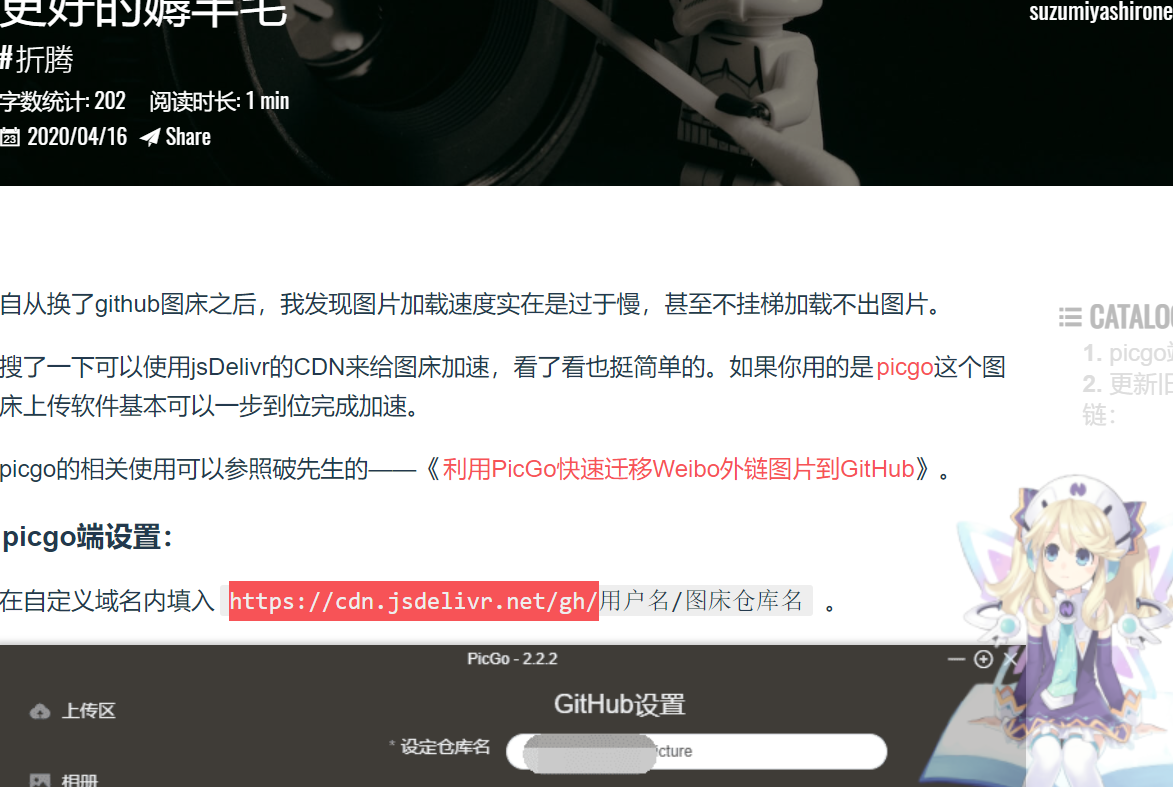 更好的薅羊毛
suzumiyashirone
#折腾
字数统计: 202 阅读时长: 1 min
23 2020/04/16 Share
自从换了github图床之后，我发现图片加载速度实在是过于慢，甚至不挂梯加载不出图片。
CATALOG
1. picgo端
2. 更新旧
链：
搜了一下可以使用jsDelivr的CDN来给图床加速，看了看也挺简单的。如果你用的是picgo这个图
床上传软件基本可以一步到位完成加速。
picgo的相关使用可以参照破先生的——《利用PicGo快速迁移Weibo外链图片到GitHub》。
picgo端设置：
在自定义域名内填入 https://cdn.jsdelivr.net/gh/用户名/图床仓库名 。
PicGo - 2.2.2
上传区
GitHub设置
* 设定仓库名
icture
相册